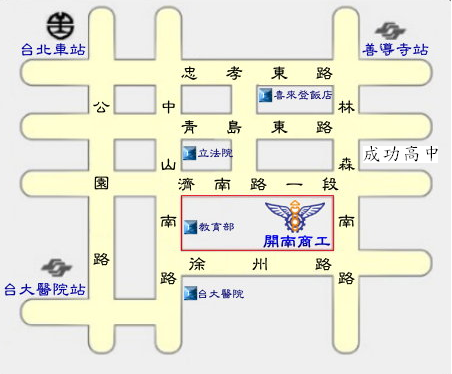 台北車站
善導寺站
忠孝東路
喜來登飯店
公園路
中山南路
林森南路
青島東路
立法院
成功高中
濟南路一段
教育部
開南商工
徐州路
台大醫院站
台大醫院